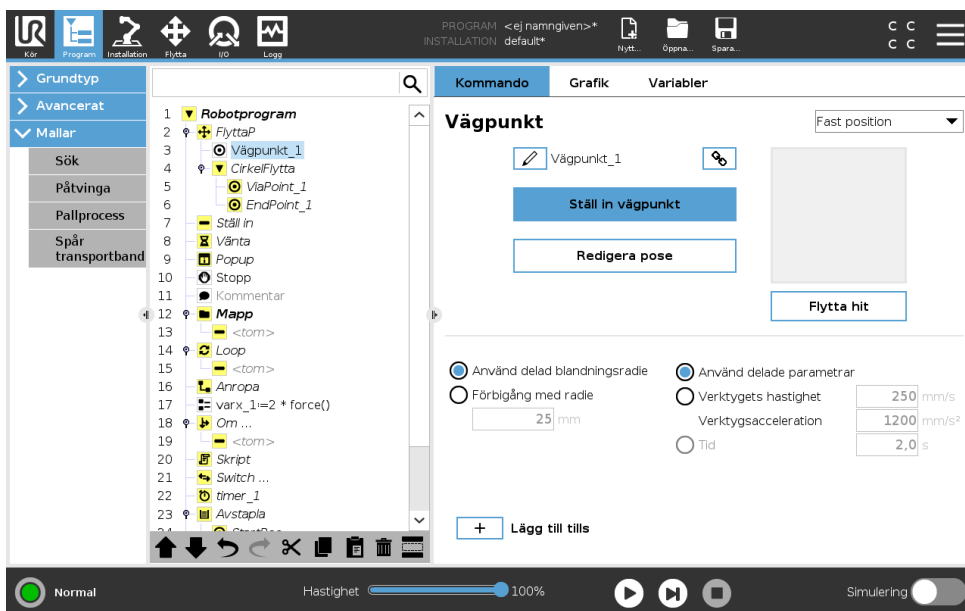 UR
PROGRAM <ej namngiven>*
INSTALLATION default*
Kör
Program
Installation
Flytta
I/O
Logg
Nytt...
Öppna...
Spara...
C C
C C
Grundtyp
Avancerat
Mallar
Sök
Påtvinga
Pallprocess
Spår
transportband
1 Robotprogram
2 FlyttaP
3 Vägpunkt_1
4 CirkelFlytta
5 ViaPoint_1
6 EndPoint_1
7 Ställ in
8 Vänta
9 Popup
10 Stopp
11 Kommentar
12 Mapp
13 <tom>
14 Loop
15 <tom>
16 Anropa
17 varx_1≔2 * force()
18 Om ...
19 <tom>
20 Skript
21 Switch ...
22 timer_1
23 Avstapla
Kommando
Grafik
Variabler
Vägpunkt
Fast position
Vägpunkt_1
Ställ in vägpunkt
Redigera pose
Flytta hit
Använd delad blandningsradie
Förbigång med radie
25 mm
Använd delade parametrar
Verktygets hastighet 250 mm/s
Verktygsacceleration 1200 mm/s²
Tid 2,0 s
+ Lägg till tills
Normal
Hastighet 100%
Simulering